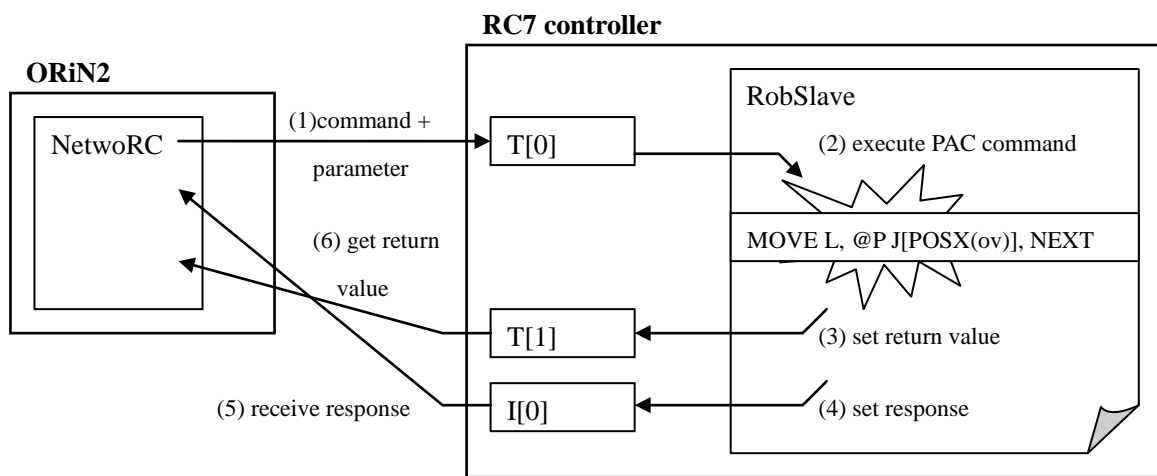 RC7 controller
ORiN2
RobSlave
NetwoRC
(1)command +
parameter
T[0]
(2) execute PAC command
MOVE L, @P J[POSX(ov)], NEXT
(6) get return
value
T[1]
(3) set return value
(5) receive response
I[0]
(4) set response